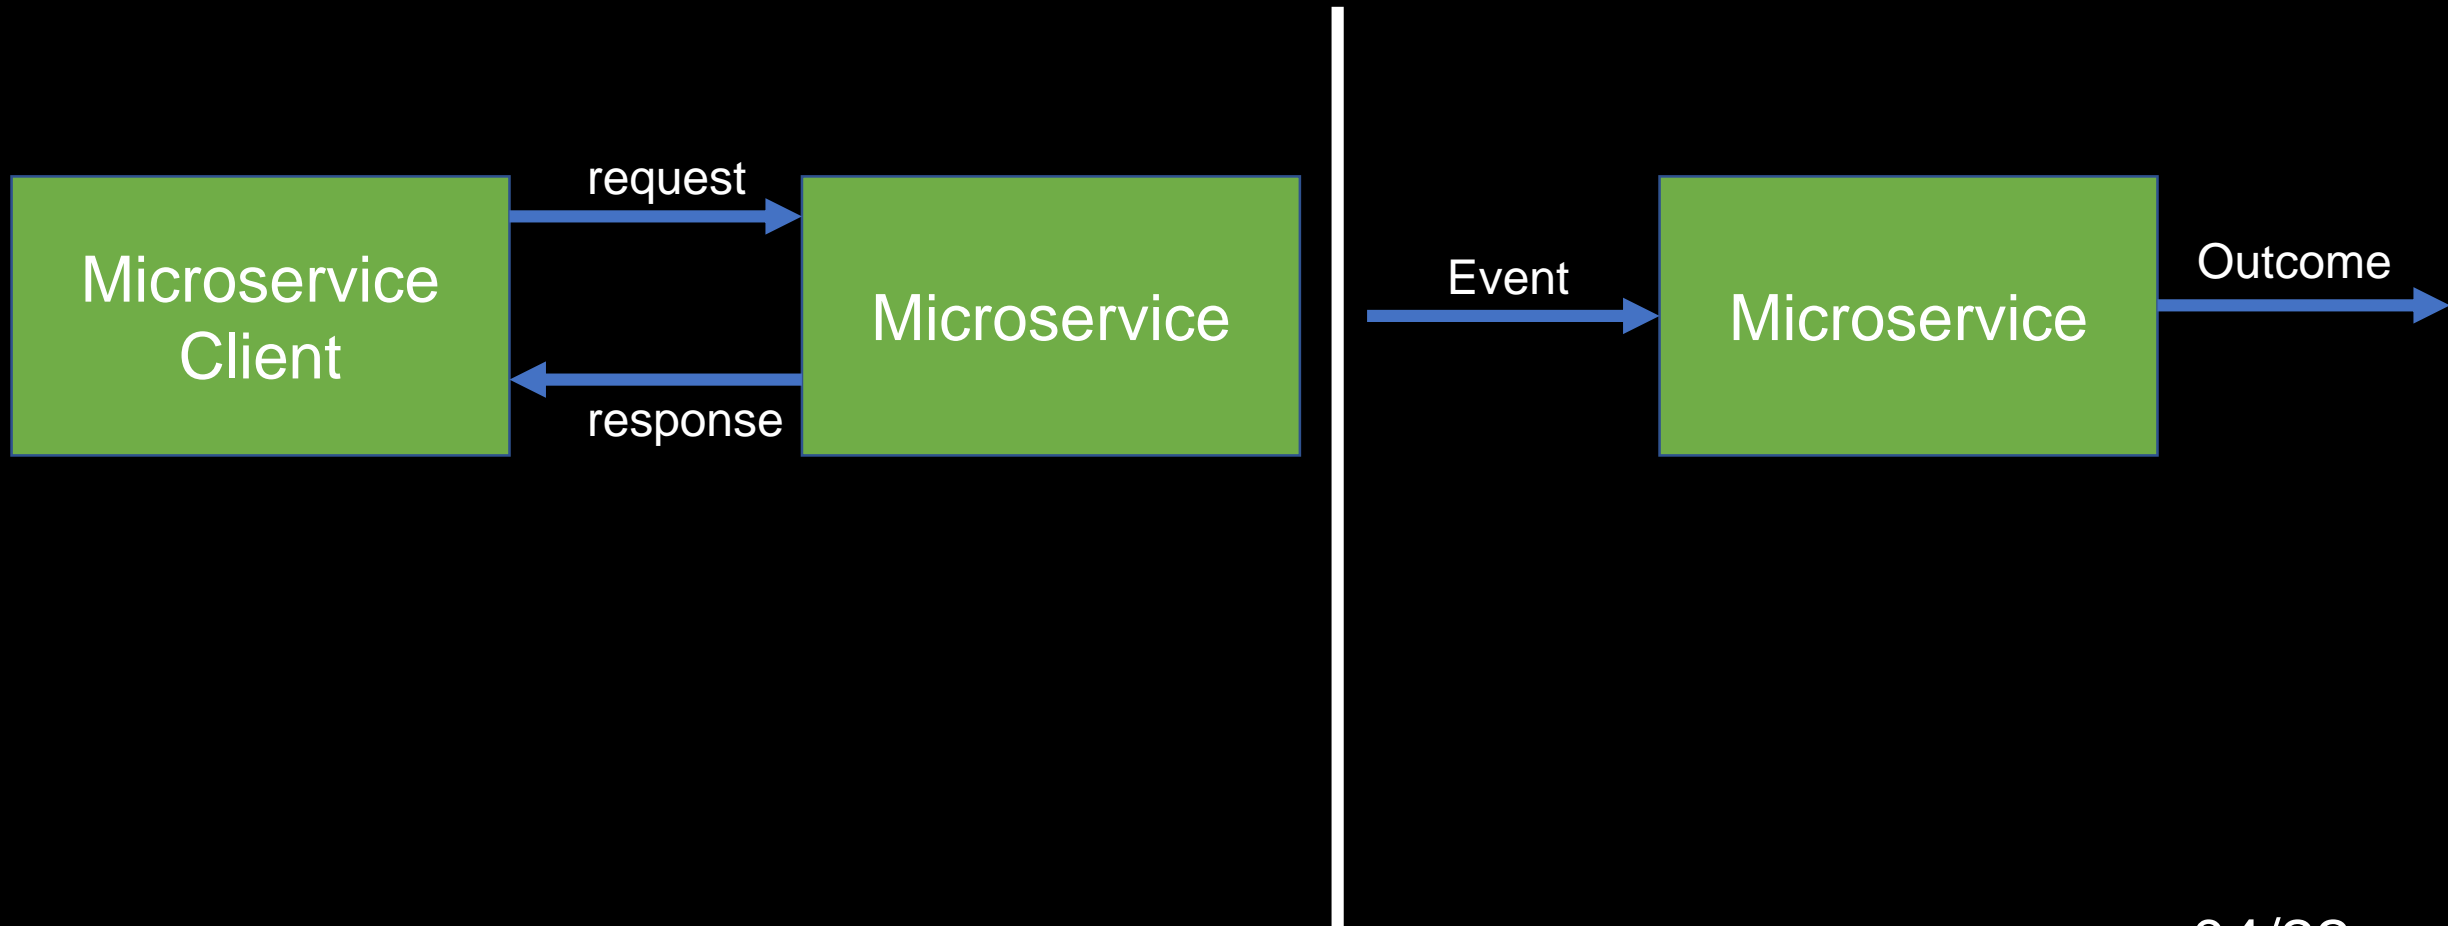 request
Microservice
Client
response
Microservice
Event
Microservice
Outcome